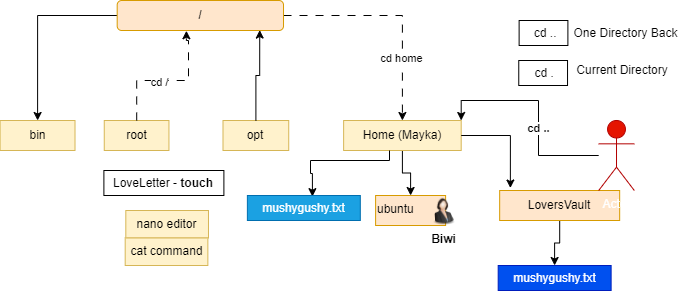 /
cd ..
One Directory Back
cd home
cd .
Current Directory
cd /
bin
root
opt
Home (Mayka)
cd ..
LoveLetter - touch
mushygushy.txt
ubuntu
LoversVault
Act
nano editor
Biwi
cat command
mushygushy.txt